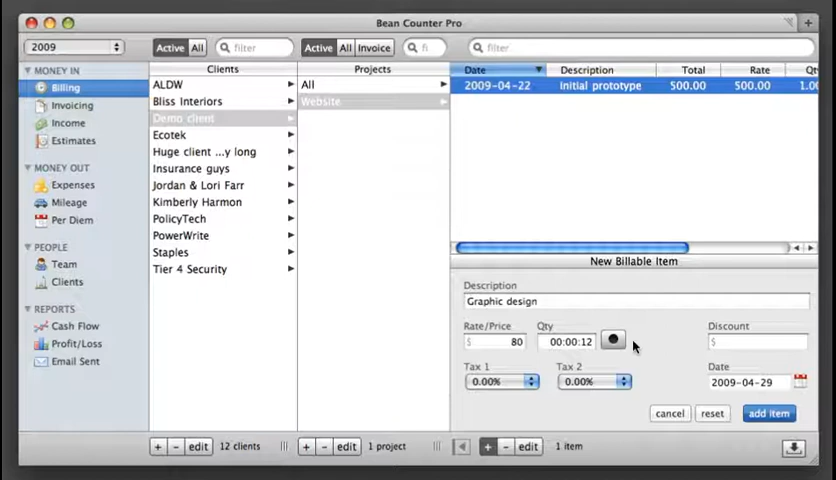 Bean Counter Pro
2009
Active All
filter
Active All Invoice
fi
filter
MONEY IN
Billing
Invoicing
Income
Estimates
MONEY OUT
Expenses
Mileage
Per Diem
PEOPLE
Team
Clients
REPORTS
Cash Flow
Profit/Loss
Email Sent
Clients
ALDW
Bliss Interiors
Demo client
Ecotek
Huge client ...y long
Insurance guys
Jordan & Lori Farr
Kimberly Harmon
PolicyTech
PowerWrite
Staples
Tier 4 Security
Projects
All
Website
Date Description Total Rate Qt
2009-04-22 initial prototype 500.00 500.00 1.0
New Billable Item
Description
Graphic design
Rate/Price Qty Discount
$ 80 00:00:12 $
Tax 1 Tax 2 Date
0.00% 0.00% 2009-04-29
cancel reset add item
+ - edit 12 clients
+ - edit 1 project
+ - edit 1 item